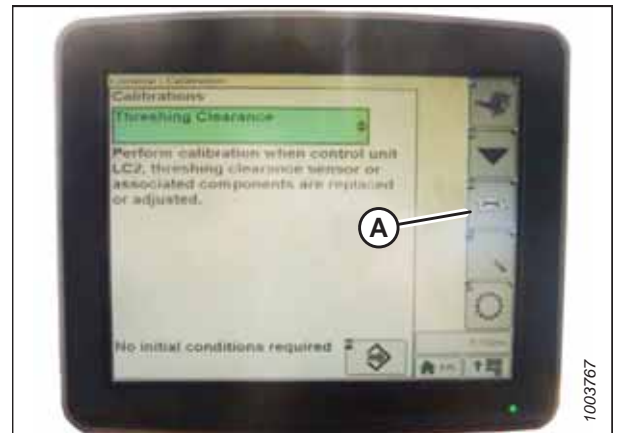 Calibrations
Threshing Clearance
Perform calibration when control unit
LC2, threshing clearance sensor or
associated components are replaced
or adjusted.
A
No initial conditions required
1003767